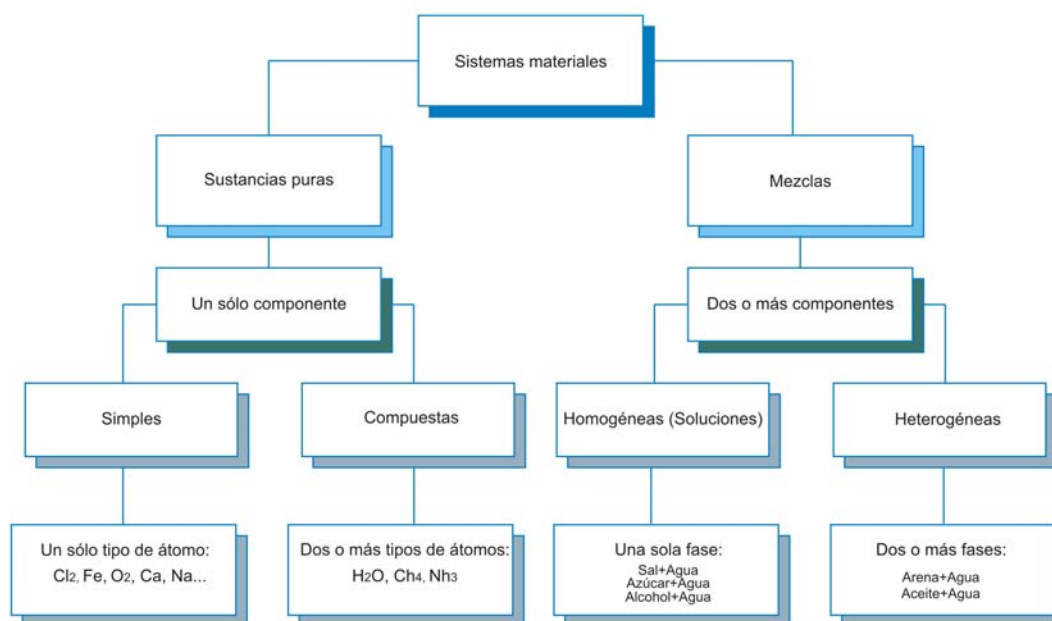 Sistemas materiales
Sustancias puras
Mezclas
Un sólo componente
Dos o más componentes
Simples
Compuestas
Homogéneas (Soluciones)
Heterogéneas
Un sólo tipo de átomo:
Cl2, Fe, O2, Ca, Na...
Dos o más tipos de átomos:
H2O, Ch4, Nh3
Una sola fase:
Sal+Agua
Azúcar+Agua
Alcohol+Agua
Dos o más fases:
Arena+Agua
Aceite+Agua